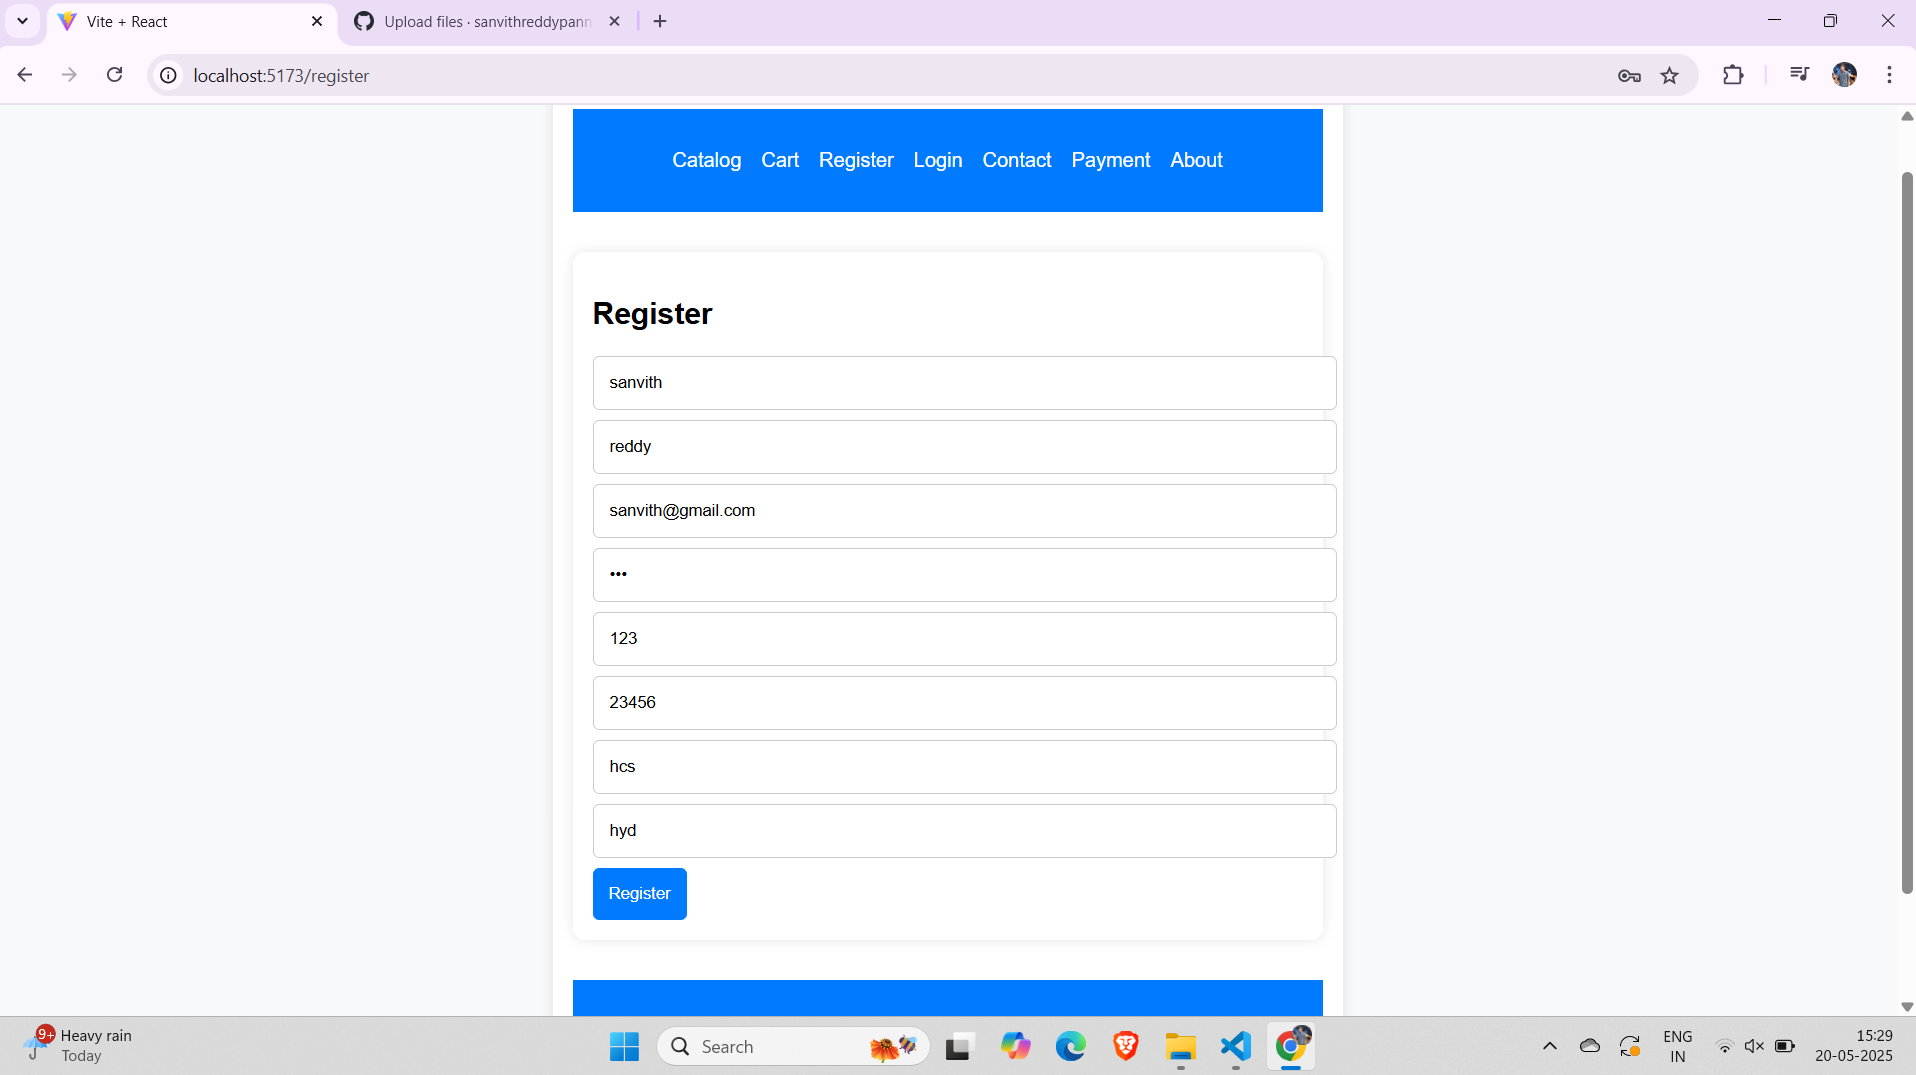 Vite + React
Upload files · sanvithreddypann
localhost:5173/register
Catalog Cart Register Login Contact Payment About
Register
sanvith
reddy
sanvith@gmail.com
•••
123
23456
hcs
hyd
Register
9+
Heavy rain
Today
Search
ENG
IN
15:29
20-05-2025